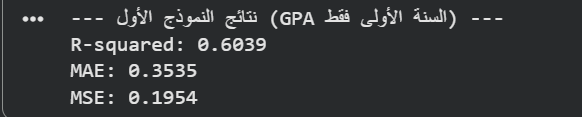 --- نتائج النموذج الأول (GPA السنة الأولى فقط) ---
R-squared: 0.6039
MAE: 0.3535
MSE: 0.1954